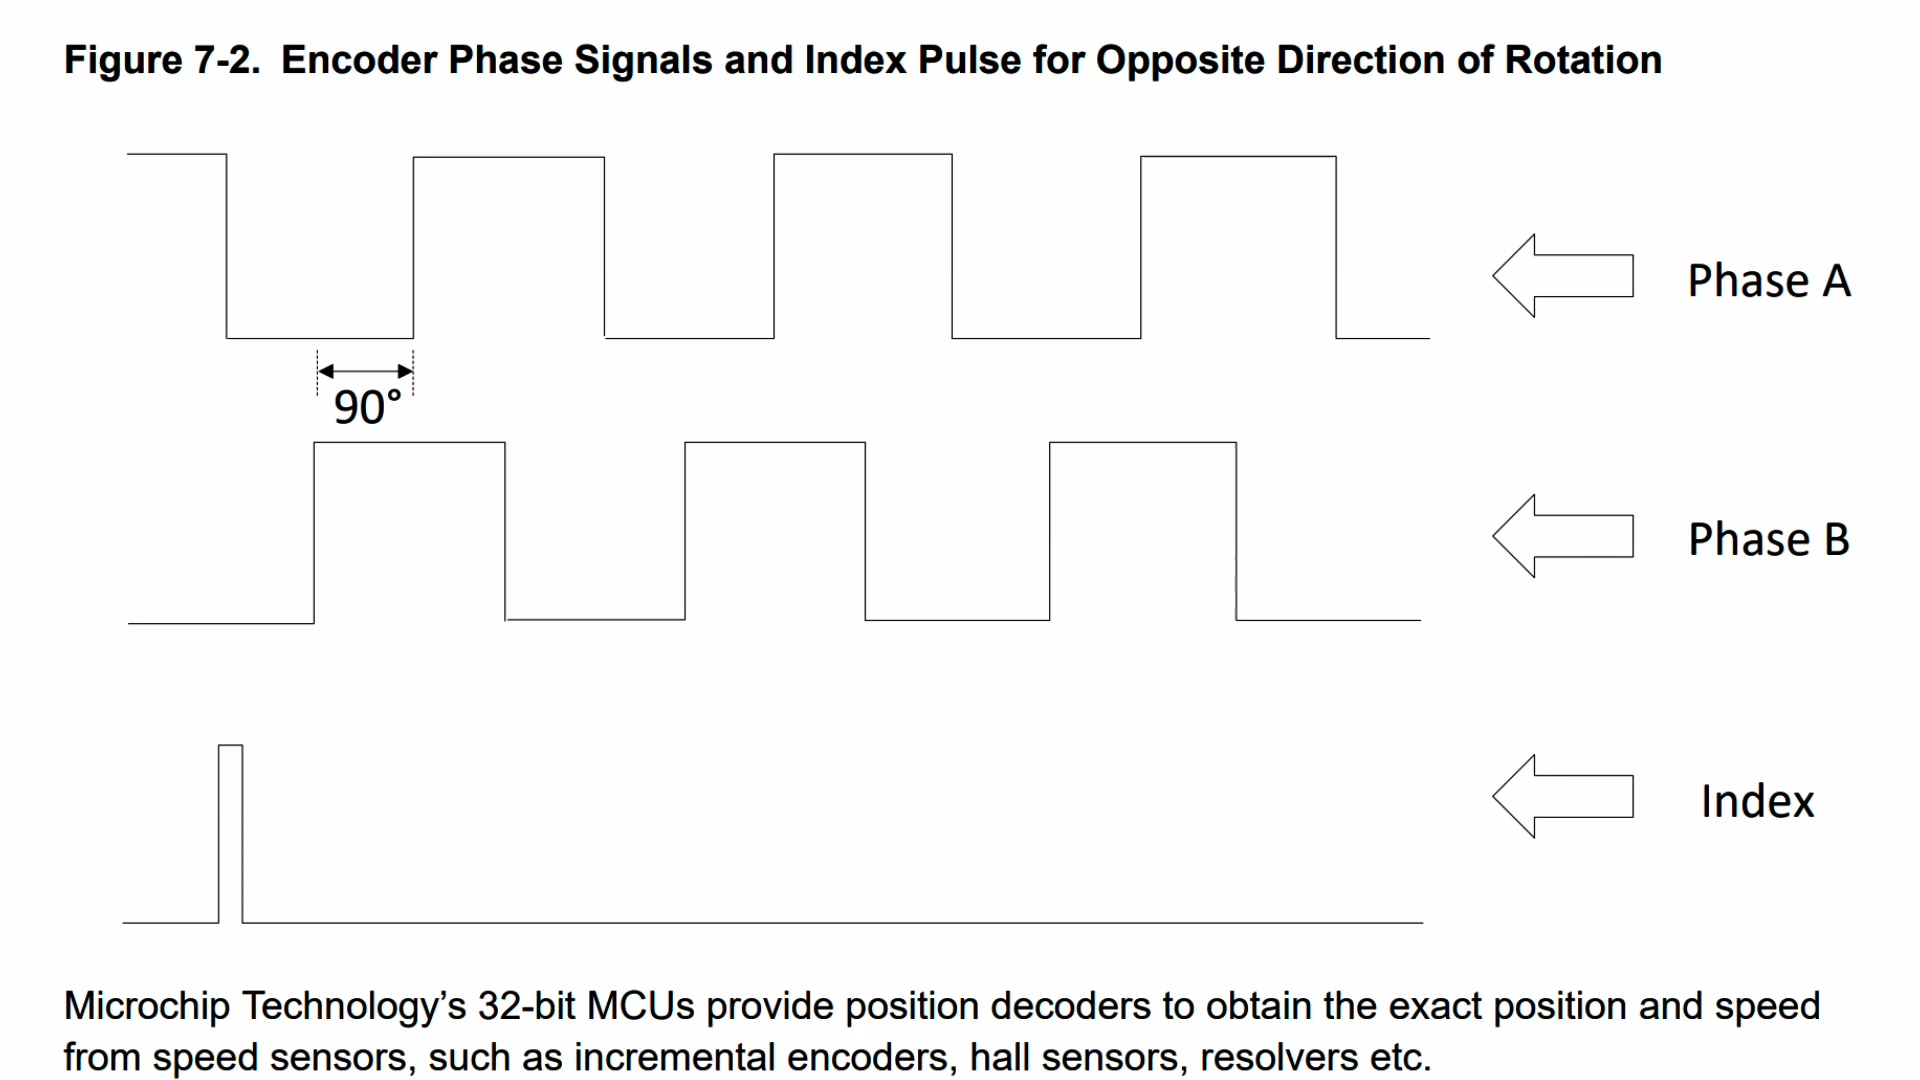 Figure 7-2. Encoder Phase Signals and Index Pulse for Opposite Direction of Rotation
Phase A
90°
Phase B
Index
Microchip Technology’s 32-bit MCUs provide position decoders to obtain the exact position and speed
from speed sensors, such as incremental encoders, hall sensors, resolvers etc.